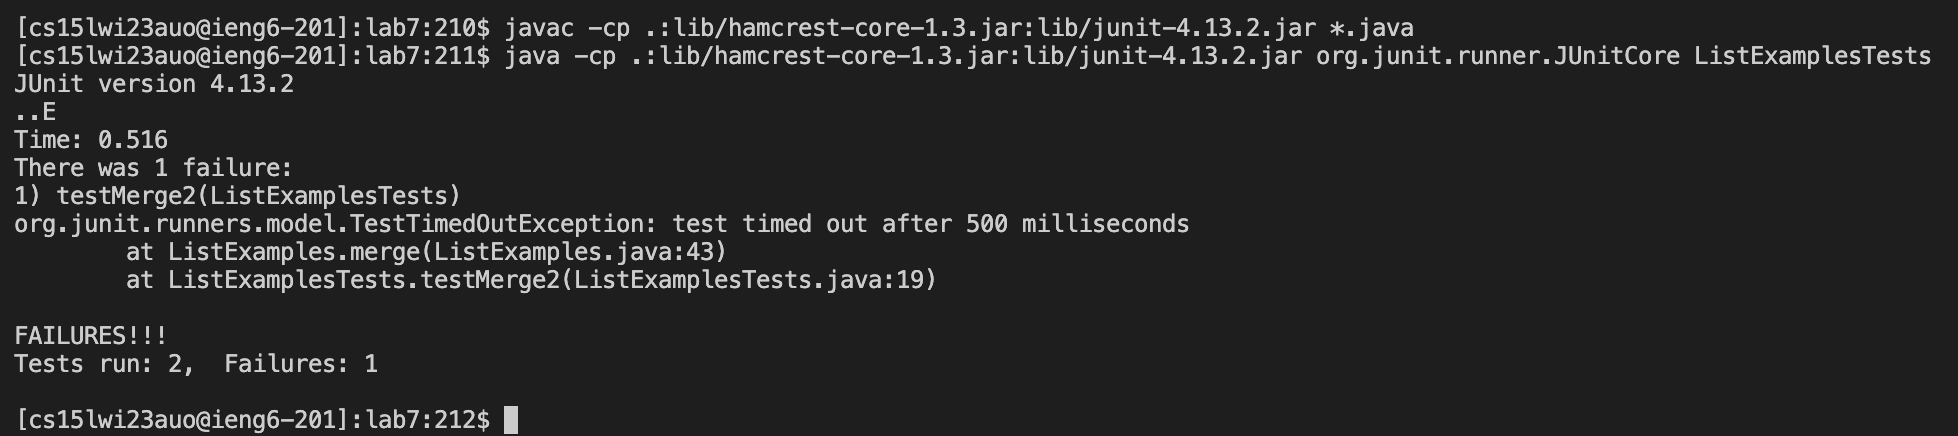 [cs15lwi23auo@ieng6-201]:lab7:210$ javac -cp .:lib/hamcrest-core-1.3.jar:lib/junit-4.13.2.jar *.java
[cs15lwi23auo@ieng6-201]:lab7:211$ java -cp .:lib/hamcrest-core-1.3.jar:lib/junit-4.13.2.jar org.junit.runner.JUnitCore ListExamplesTests
JUnit version 4.13.2
..E
Time: 0.516
There was 1 failure:
1) testMerge2(ListExamplesTests)
org.junit.runners.model.TestTimedOutException: test timed out after 500 milliseconds
        at ListExamples.merge(ListExamples.java:43)
        at ListExamplesTests.testMerge2(ListExamplesTests.java:19)

FAILURES!!!
Tests run: 2,  Failures: 1

[cs15lwi23auo@ieng6-201]:lab7:212$